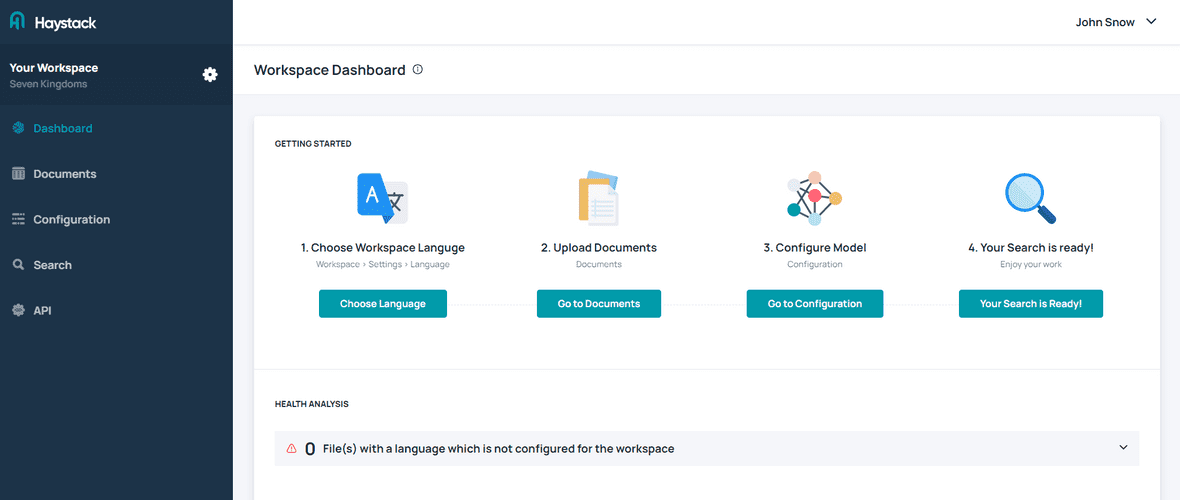 Haystack
John Snow
Your Workspace
Seven Kingdoms
Workspace Dashboard
Dashboard
Documents
Configuration
Search
API
GETTING STARTED
A 文
1. Choose Workspace Languge
Workspace > Settings > Language
Choose Language
2. Upload Documents
Documents
Go to Documents
3. Configure Model
Configuration
Go to Configuration
4. Your Search is ready!
Enjoy your work
Your Search is Ready!
HEALTH ANALYSIS
0 File(s) with a language which is not configured for the workspace